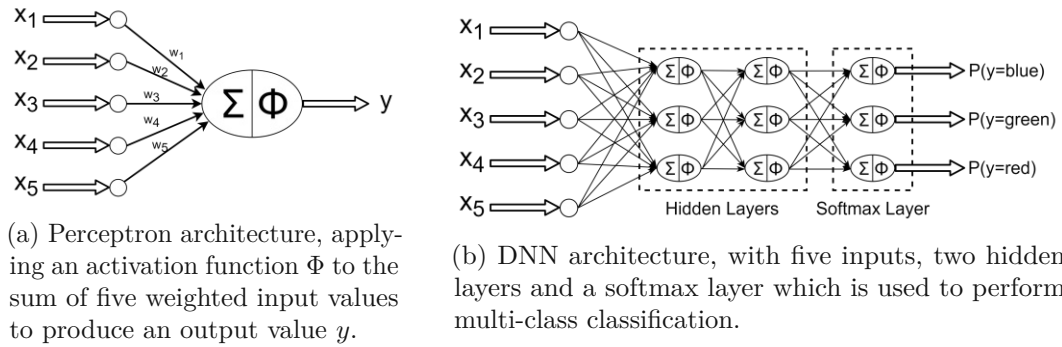 x1
x2
x3
x4
x5
w1
w2
w3
w4
w5
Σ Φ
y
(a) Perceptron architecture, apply-
ing an activation function Φ to the
sum of five weighted input values
to produce an output value y.
x1
x2
x3
x4
x5
Σ Φ Σ Φ Σ Φ P(y=blue)
Σ Φ Σ Φ Σ Φ P(y=green)
Σ Φ Σ Φ Σ Φ P(y=red)
Hidden Layers Softmax Layer
(b) DNN architecture, with five inputs, two hidden
layers and a softmax layer which is used to perform
multi-class classification.